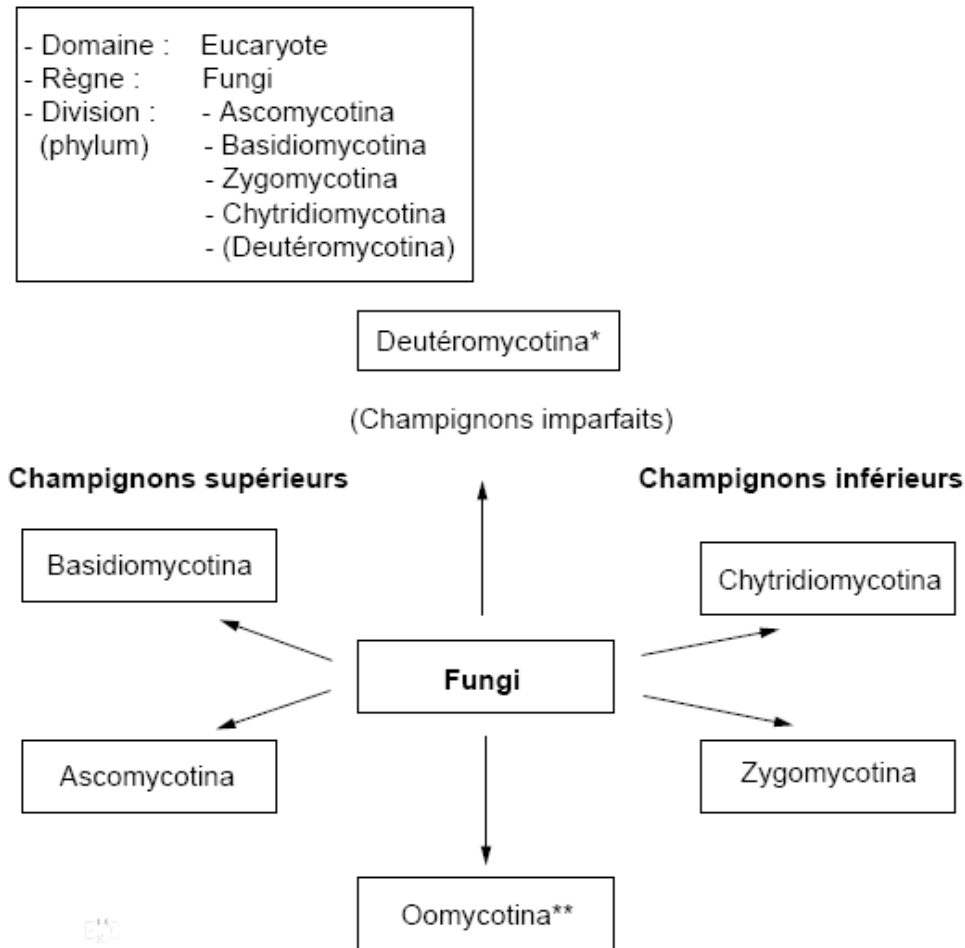 - Domaine : Eucaryote
- Règne : Fungi
- Division : - Ascomycotina
(phylum) - Basidiomycotina
- Zygomycotina
- Chytridiomycotina
- (Deutéromycotina)
Deutéromycotina*
(Champignons imparfaits)
Champignons supérieurs
Champignons inférieurs
Basidiomycotina
Chytridiomycotina
Fungi
Ascomycotina
Zygomycotina
Oomycotina**